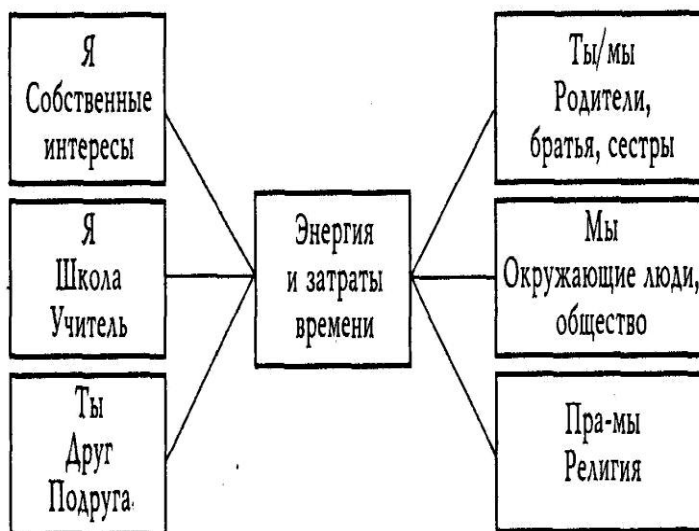 Я
Собственные
интересы
Я
Школа
Учитель
Ты
Друг
Подруга
Энергия
и затраты
времени
Ты/мы
Родители,
братья, сестры
Мы
Окружающие люди,
общество
Пра-мы
Религия